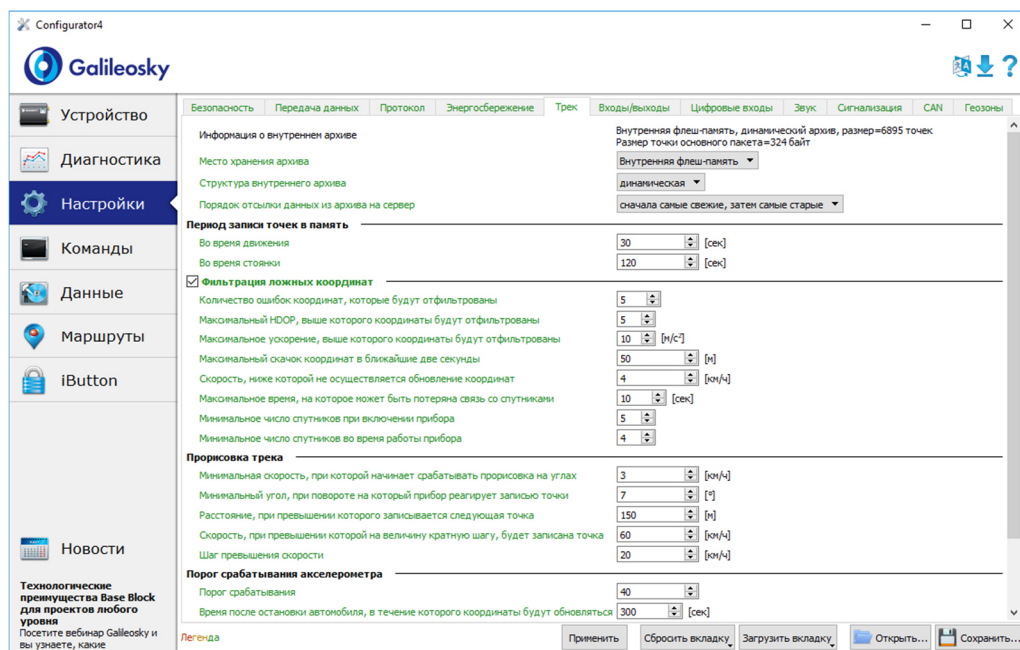 Configurator4
Galileosky
Устройство
Диагностика
Настройки
Команды
Данные
Маршруты
iButton
Новости
Технологические
преимущества Base Block
для проектов любого
уровня
Посетите вебинар Galileosky и
вы узнаете, какие
Безопасность Передача данных Протокол Энергосбережение Трек Входы/выходы Цифровые входы Звук Сигнализация CAN Геозоны
Информация о внутреннем архиве
Внутренняя флеш-память, динамический архив, размер=6895 точек
Размер точки основного пакета=324 байт
Место хранения архива Внутренняя флеш-память
Структура внутреннего архива динамическая
Порядок отсылки данных из архива на сервер сначала самые свежие, затем самые старые
Период записи точек в память
Во время движения 30 [сек]
Во время стоянки 120 [сек]
Фильтрация ложных координат
Количество ошибок координат, которые будут отфильтрованы 5
Максимальный HDOP, выше которого координаты будут отфильтрованы 5
Максимальное ускорение, выше которого координаты будут отфильтрованы 10 [м/с²]
Максимальный скачок координат в ближайшие две секунды 50 [м]
Скорость, ниже которой не осуществляется обновление координат 4 [км/ч]
Максимальное время, на которое может быть потеряна связь со спутниками 10 [сек]
Минимальное число спутников при включении прибора 5
Минимальное число спутников во время работы прибора 4
Прорисовка трека
Минимальная скорость, при которой начинает срабатывать прорисовка на углах 3 [км/ч]
Минимальный угол, при повороте на который прибор реагирует записью точки 7 [°]
Расстояние, при превышении которого записывается следующая точка 150 [м]
Скорость, при превышении которой на величину кратную шагу, будет записана точка 60 [км/ч]
Шаг превышения скорости 20 [км/ч]
Порог срабатывания акселерометра
Порог срабатывания 40
Время после остановки автомобиля, в течение которого координаты будут обновляться 300 [сек]
Легенда Применить Сбросить вкладку Загрузить вкладку Открыть... Сохранить...